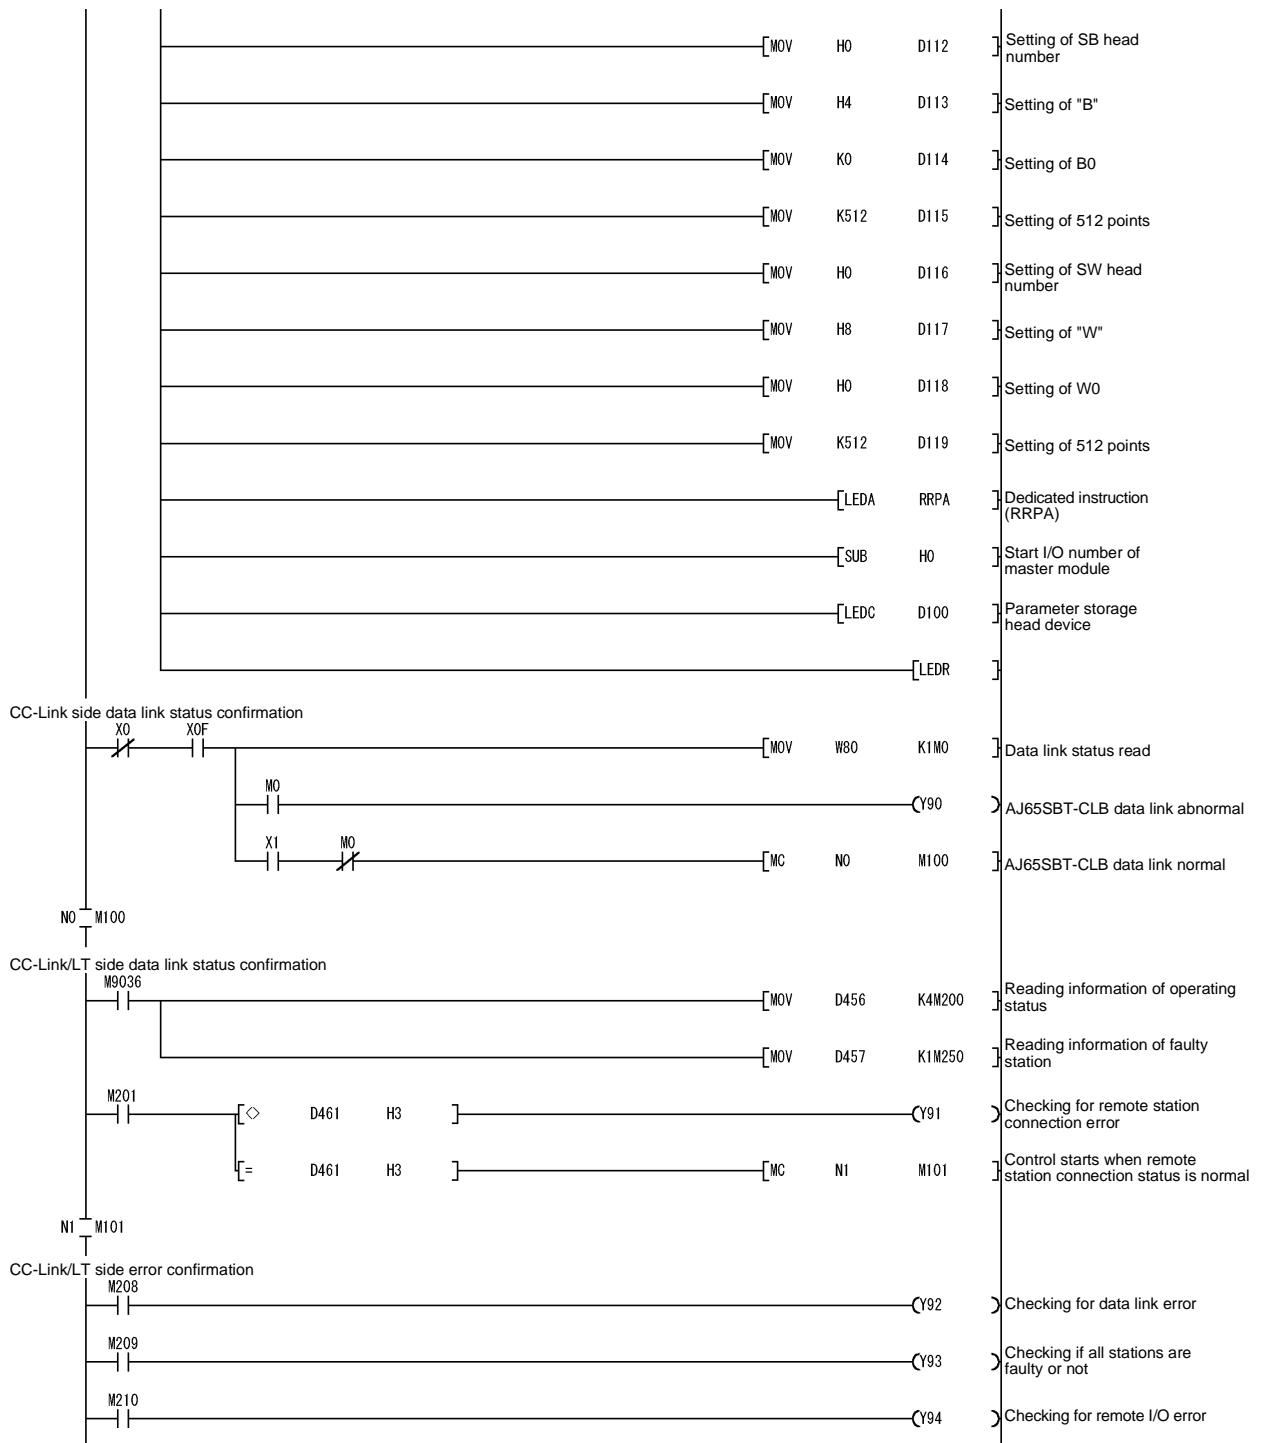 [MOV H0 D112 ] Setting of SB head
number
[MOV H4 D113 ] Setting of "B"
[MOV K0 D114 ] Setting of B0
[MOV K512 D115 ] Setting of 512 points
[MOV H0 D116 ] Setting of SW head
number
[MOV H8 D117 ] Setting of "W"
[MOV H0 D118 ] Setting of W0
[MOV K512 D119 ] Setting of 512 points
[LEDA RRPA ] Dedicated instruction
(RRPA)
[SUB H0 ] Start I/O number of
master module
[LEDC D100 ] Parameter storage
head device
[LEDR ]
CC-Link side data link status confirmation
X0 X0F
[MOV W80 K1M0 ] Data link status read
M0
(Y90 ) AJ65SBT-CLB data link abnormal
X1 M0
[MC N0 M100 ] AJ65SBT-CLB data link normal
N0 M100
CC-Link/LT side data link status confirmation
M9036
[MOV D456 K4M200 ] Reading information of operating
status
[MOV D457 K1M250 ] Reading information of faulty
station
M201
[<> D461 H3 ] (Y91 ) Checking for remote station
connection error
[= D461 H3 ] [MC N1 M101 ] Control starts when remote
station connection status is normal
N1 M101
CC-Link/LT side error confirmation
M208
(Y92 ) Checking for data link error
M209
(Y93 ) Checking if all stations are
faulty or not
M210
(Y94 ) Checking for remote I/O error